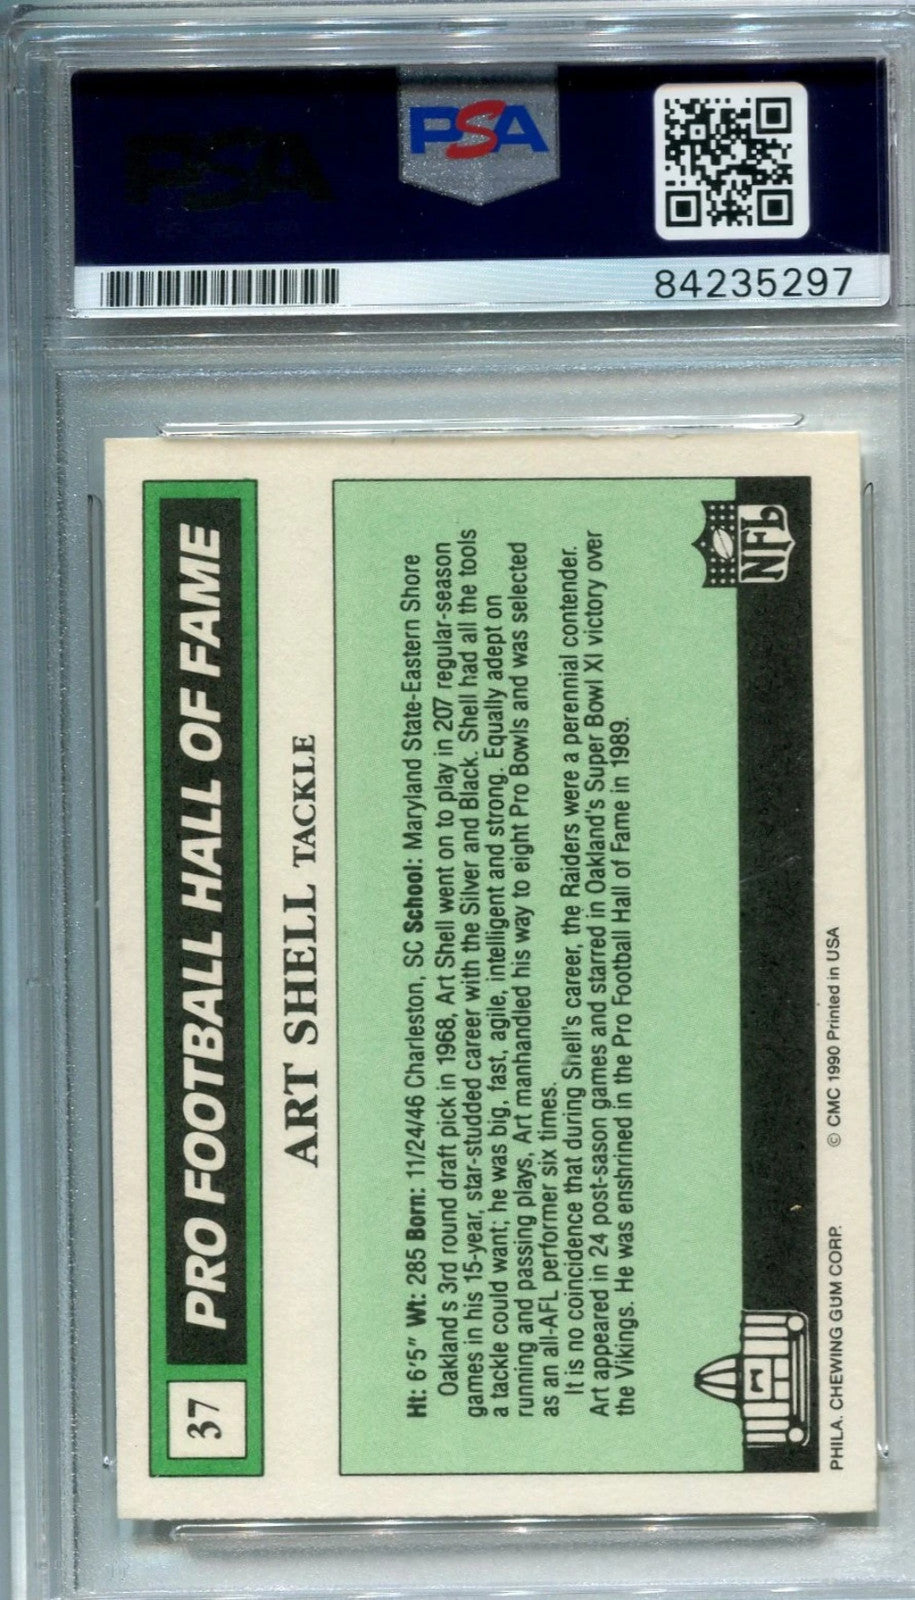 PSA
PSA
84235297
37 PRO FOOTBALL HALL OF FAME
ART SHELL TACKLE
Ht: 6'5" Wt: 285 Born: 11/24/46 Charleston, SC School: Maryland State-Eastern Shore
Oakland's 3rd round draft pick in 1968, Art Shell went on to play in 207 regular-season
games in his 15-year, star-studded career with the Silver and Black. Shell had all the tools
a tackle could want; he was big, fast, agile, intelligent and strong. Equally adept on
running and passing plays, Art manhandled his way to eight Pro Bowls and was selected
as an all-AFL performer six times.
It is no coincidence that during Shell's career, the Raiders were a perennial contender.
Art appeared in 24 post-sason games and starred in Oakland's Super Bowl XI victory over
the Vikings. He was enshrined in the Pro Football Hall of Fame in 1989.
NFL
PHILA. CHEWING GUM CORP. © CMC 1990 Printed in USA